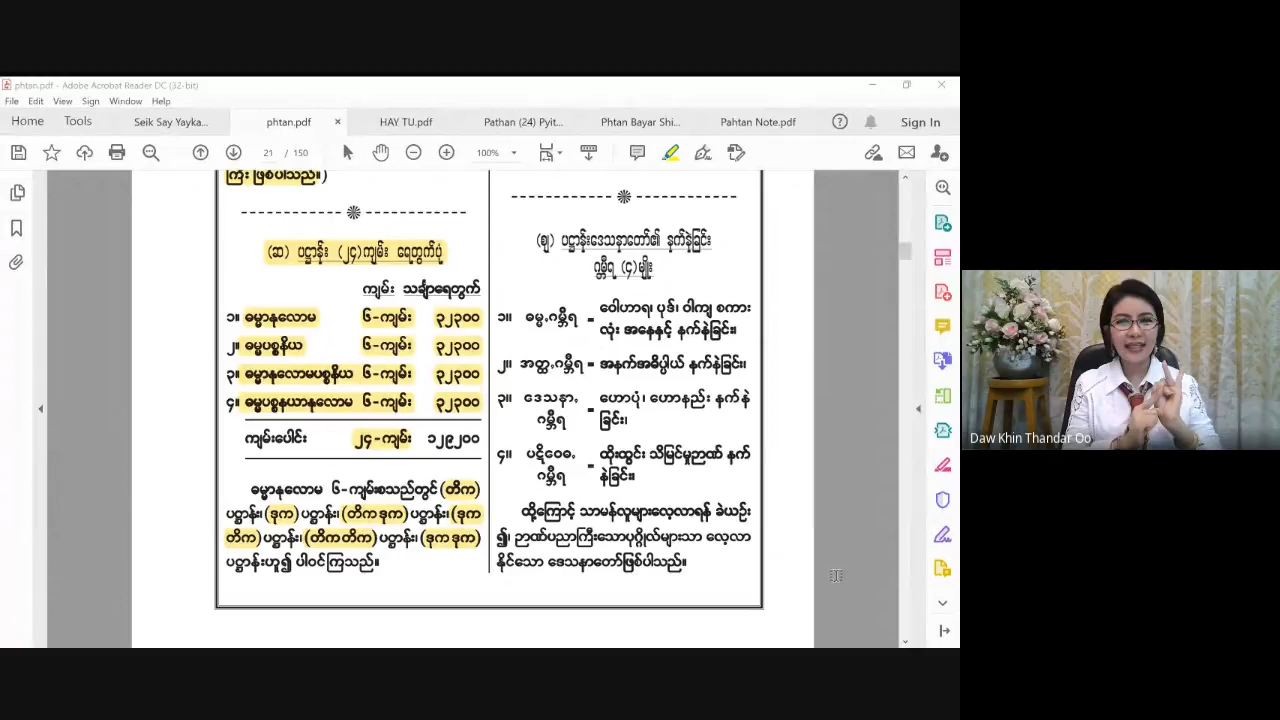 phtan.pdf - Adobe Acrobat Reader DC (32-bit)
File Edit View Sign Window Help
Home Tools Seik Say Yayka... phtan.pdf × HAY TU.pdf Pathan (24) Pyit... Phtan Bayar Shi... Pahtan Note.pdf Sign In
21 / 150 100%
ကြီး ဖြစ်ပါသည်။)
(ဆ) ပဋ္ဌာန်း (၂၄)ကျမ်း ရေတွက်ပုံ
ကျမ်း သင်္ချာရေတွက်
၁။ ဓမ္မာနုလောမ ၆-ကျမ်း ၃၂၃၀၀
၂။ ဓမ္မပစ္စနီယ ၆-ကျမ်း ၃၂၃၀၀
၃။ ဓမ္မာနုလောမပစ္စနီယ ၆-ကျမ်း ၃၂၃၀၀
၄။ ဓမ္မပစ္စနယာနုလောမ ၆-ကျမ်း ၃၂၃၀၀
ကျမ်းပေါင်း ၂၄-ကျမ်း ၁၂၉၂၀၀
ဓမ္မာနုလောမ ၆-ကျမ်းစသည်တွင် (တိက)
ပဋ္ဌာန်း၊ (ဒုက) ပဋ္ဌာန်း၊ (တိက ဒုက) ပဋ္ဌာန်း၊ (ဒုက
တိက) ပဋ္ဌာန်း၊ (တိက တိက) ပဋ္ဌာန်း၊ (ဒုက ဒုက)
ပဋ္ဌာန်းဟူ၍ ပါဝင်ကြသည်။
(ဈ) ပဋ္ဌာန်းဒေသနာတော်၏ နက်နဲခြင်း
ဂမ္ဘီရ (၄)မျိုး
၁။ ဓမ္မ,ဂမ္ဘီရ = ဝေါဟာရ၊ ပုဒ်၊ ဝါကျ စကား
လုံး အနေနှင့် နက်နဲခြင်း။
၂။ အတ္ထ,ဂမ္ဘီရ = အနက်အဓိပ္ပါယ် နက်နဲခြင်း။
၃။ ဒေသနာ, ဂမ္ဘီရ = ဟောပုံ၊ ဟောနည်း နက်နဲ
ခြင်း၊
၄။ ပဋိဝေဓ, ဂမ္ဘီရ = ထိုးထွင်း သိမြင်မှုဉာဏ် နက်
နဲခြင်း။
ထို့ကြောင့် သာမန်လူများလေ့လာရန် ခဲယဉ်း
၍၊ ဉာဏ်ပညာကြီးသောပုဂ္ဂိုလ်များသာ လေ့လာ
နိုင်သော ဒေသနာတော်ဖြစ်ပါသည်။
Daw Khin Thandar Oo